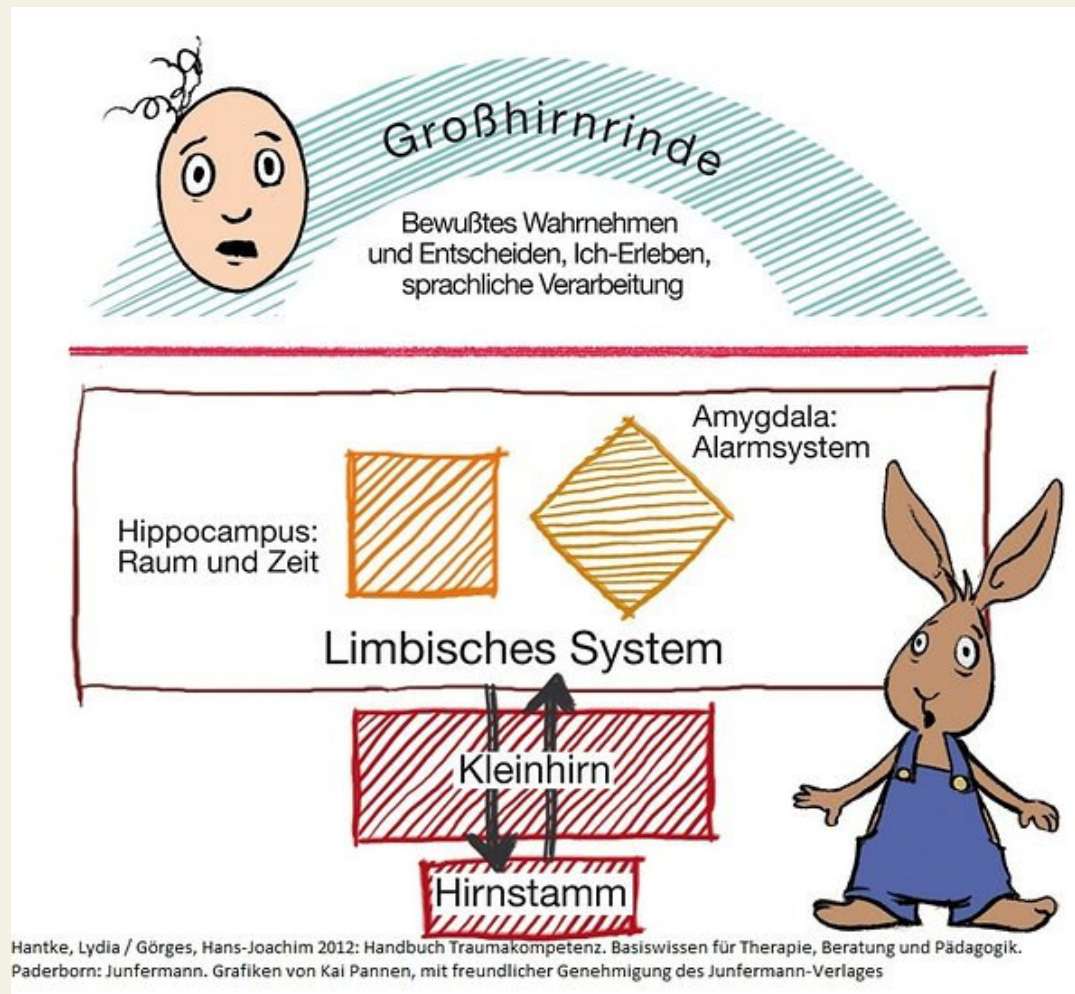 Großhirnrinde
Bewußtes Wahrnehmen
und Entscheiden, Ich-Erleben,
sprachliche Verarbeitung
Amygdala:
Alarmsystem
Hippocampus:
Raum und Zeit
Limbisches System
Kleinhirn
Hirnstamm
Hantke, Lydia / Görges, Hans-Joachim 2012: Handbuch Traumakompetenz. Basiswissen für Therapie, Beratung und Pädagogik.
Paderborn: Junfermann. Grafiken von Kai Pannen, mit freundlicher Genehmigung des Junfermann-Verlages